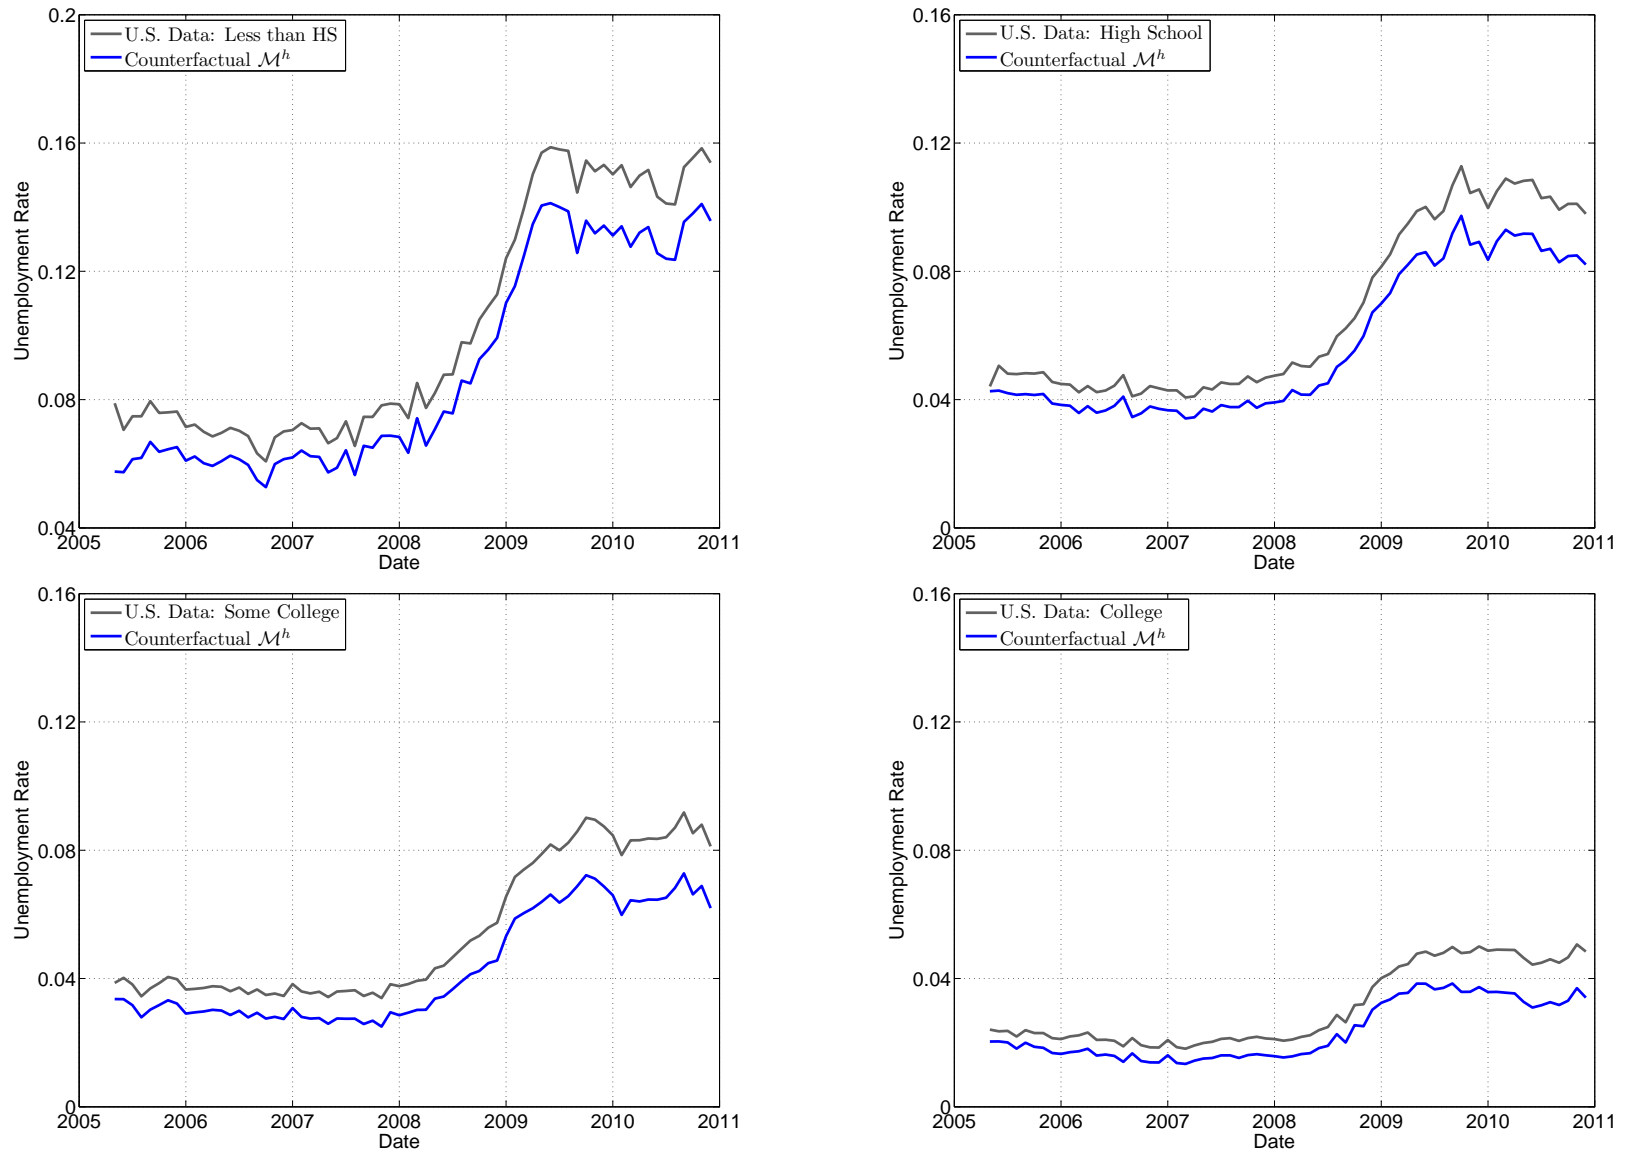 0.2
U.S. Data: Less than HS
Counterfactual ℳʰ
0.16
0.12
0.08
0.04
Unemployment Rate
2005 2006 2007 2008 2009 2010 2011
Date
0.16
U.S. Data: High School
Counterfactual ℳʰ
0.12
0.08
0.04
0
Unemployment Rate
2005 2006 2007 2008 2009 2010 2011
Date
0.16
U.S. Data: Some College
Counterfactual ℳʰ
0.12
0.08
0.04
0
Unemployment Rate
2005 2006 2007 2008 2009 2010 2011
Date
0.16
U.S. Data: College
Counterfactual ℳʰ
0.12
0.08
0.04
0
Unemployment Rate
2005 2006 2007 2008 2009 2010 2011
Date